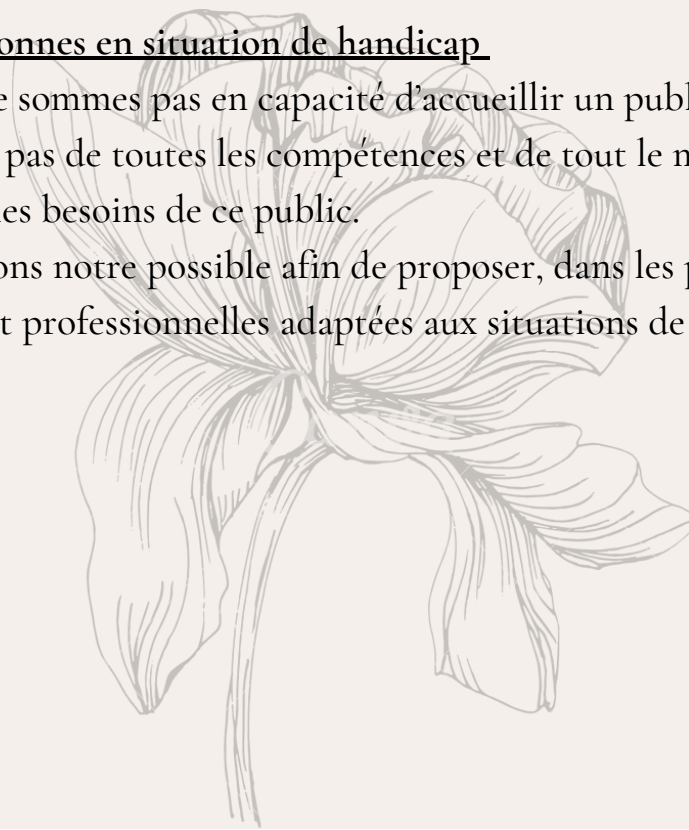 onnes en situation de handicap
e sommes pas en capacité d’accueillir un publ
pas de toutes les compétences et de tout le m
les besoins de ce public.
ons notre possible afin de proposer, dans les p
t professionnelles adaptées aux situations de